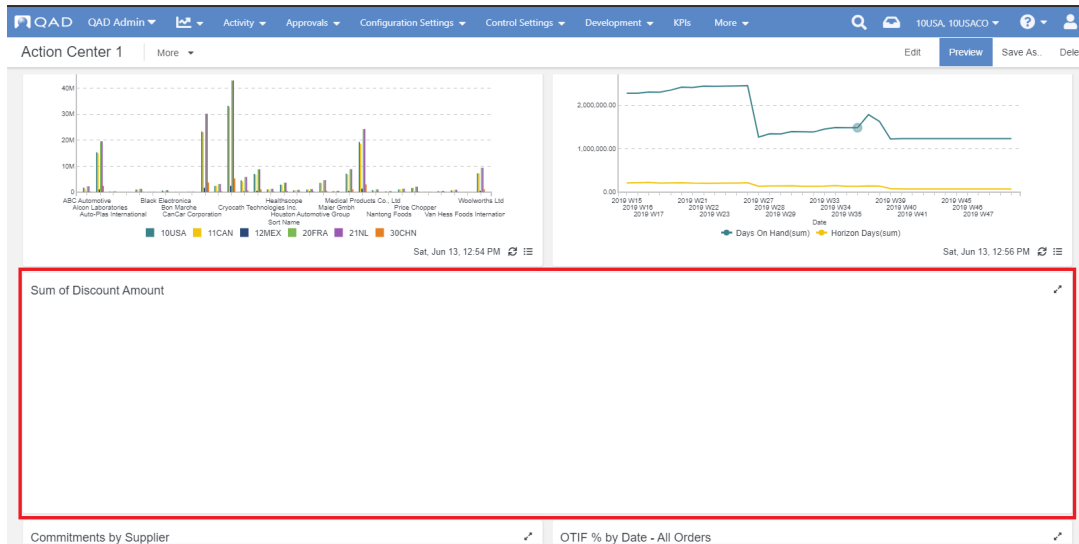 QAD QAD Admin Activity Approvals Configuration Settings Control Settings Development KPIs More 10USA, 10USACO ?
Action Center 1 More Edit Preview Save As.. Dele
40M
30M
20M
10M
0
ABC Automotive Black Electronica Healthscope Medical Products Co., Ltd Woolworths Ltd
Alcon Laboratories Bon Marche Cryocath Technologies Inc. Maier Gmbh Price Chopper
Auto-Plas International CanCar Corporation Houston Automotive Group Nantong Foods Van Hess Foods Internation
Sort Name
10USA 11CAN 12MEX 20FRA 21NL 30CHN
Sat, Jun 13, 12:54 PM
2,000,000.00
1,000,000.00
0.00
2019 W15 2019 W21 2019 W27 2019 W33 2019 W39 2019 W45
2019 W16 2019 W22 2019 W28 2019 W34 2019 W40 2019 W46
2019 W17 2019 W23 2019 W29 2019 W35 2019 W41 2019 W47
Date
Days On Hand(sum) Horizon Days(sum)
Sat, Jun 13, 12:56 PM
Sum of Discount Amount
Commitments by Supplier
OTIF % by Date - All Orders